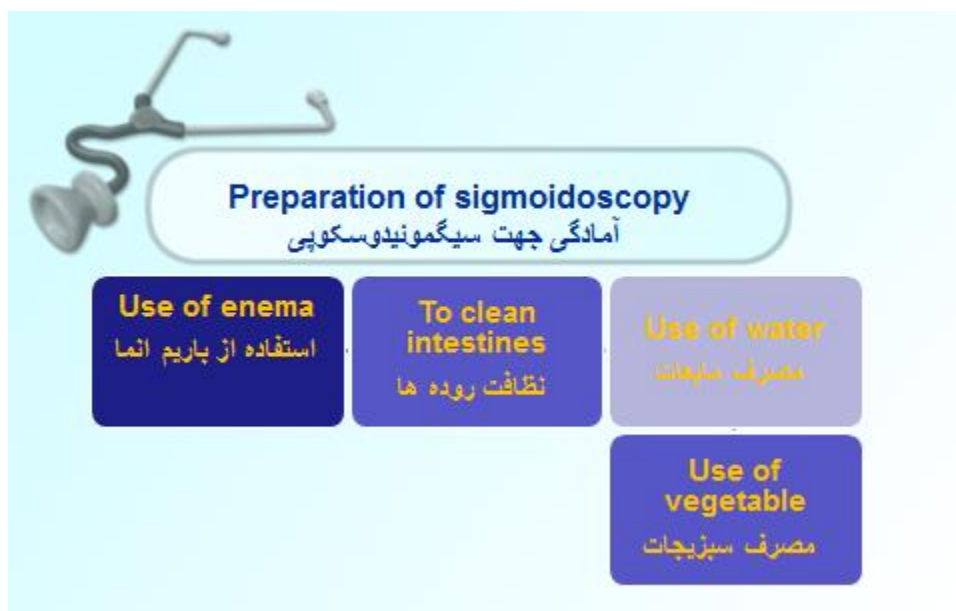 Preparation of sigmoidoscopy
آمادگی جهت سیگمونیدوسکوپی
Use of enema
استفاده از باریم انما
To clean
intestines
نظافت روده ها
Use of water
مصرف مایعات
Use of
vegetable
مصرف سبزیجات